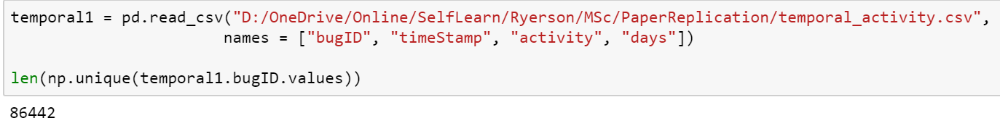 temporal1 = pd.read_csv("D:/OneDrive/Online/SelfLearn/Ryerson/MSc/PaperReplication/temporal_activity.csv",
names = ["bugID", "timeStamp", "activity", "days"])
len(np.unique(temporal1.bugID.values))
86442